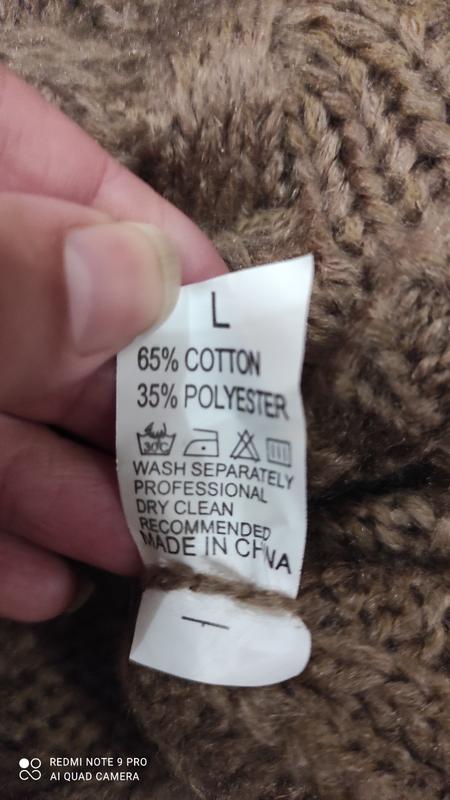 L
65% COTTON
35% POLYESTER
30°C
WASH SEPARATELY
PROFESSIONAL
DRY CLEAN
RECOMMENDED
MADE IN CHINA
REDMI NOTE 9 PRO
AI QUAD CAMERA